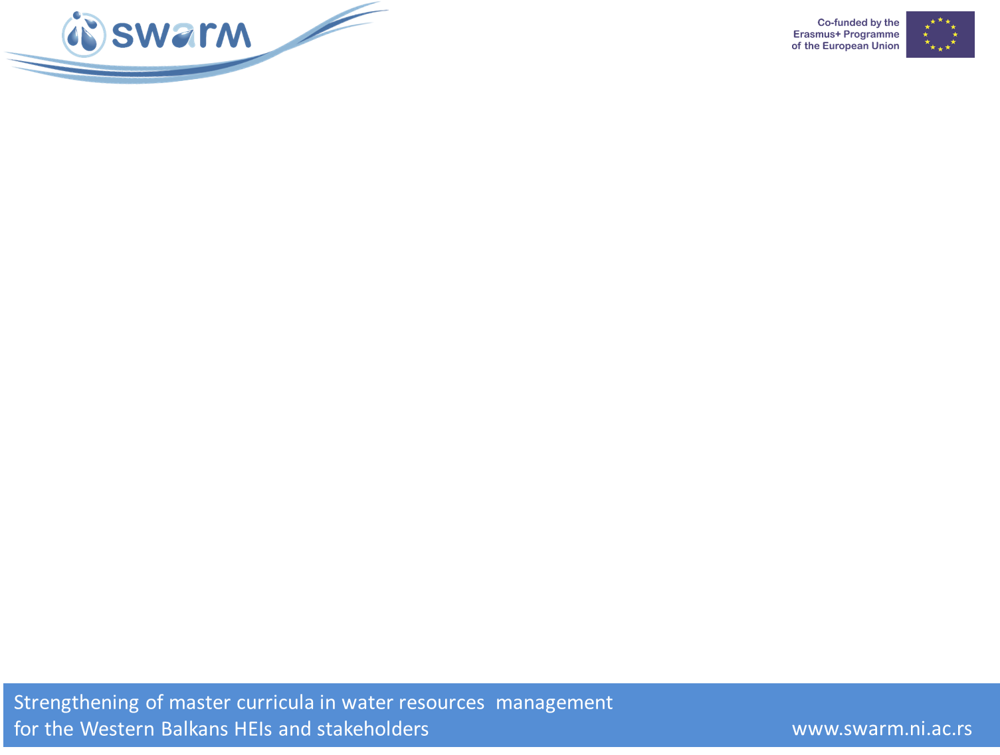 swarm
Co-funded by the
Erasmus+ Programme
of the European Union
Strengthening of master curricula in water resources  management
for the Western Balkans HEIs and stakeholders
www.swarm.ni.ac.rs